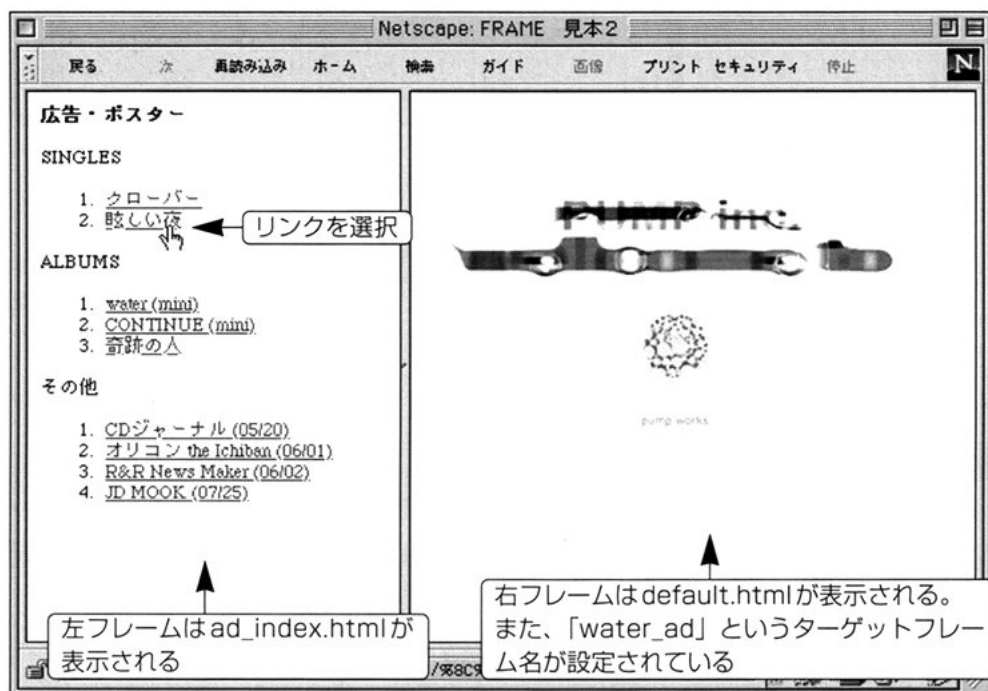 Netscape: FRAME 見本2
戻る 次 再読み込み ホーム 検索 ガイド 画像 プリント セキュリティ 停止
N
広告・ポスター
SINGLES
1. クローバー
2. 眩しい夜
リンクを選択
ALBUMS
1. water (mini)
2. CONTINUE (mini)
3. 奇跡の人
その他
1. CDジャーナル (05/20)
2. オリコン the Ichiban (06/01)
3. R&R News Maker (06/02)
4. JD MOOK (07/25)
左フレームはad_index.htmlが
表示される
pump works
右フレームはdefault.htmlが表示される。
また、「water_ad」というターゲットフレー
ム名が設定されている
/%8C9